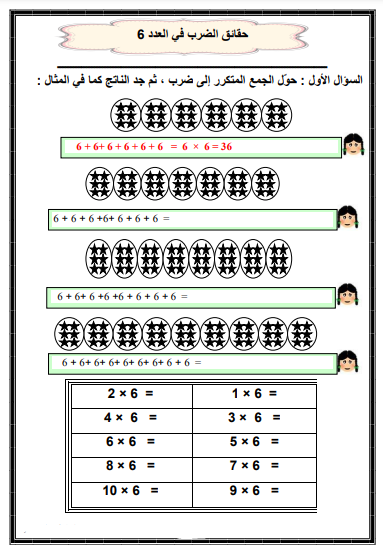 حقائق الضرب في العدد 6
السؤال الأول : حوّل الجمع المتكرر إلى ضرب ، ثم جد الناتج كما في المثال :
6 + 6+ 6 + 6 + 6 + 6 = 6 × 6 = 36
6 + 6 + 6 +6+ 6 + 6 + 6 =
6 + 6+ 6 +6 +6 + 6 + 6 + 6 =
6 + 6+ 6+ 6+ 6+ 6+ 6+ 6 + 6 =
2 × 6 = 1 × 6 =
4 × 6 = 3 × 6 =
6 × 6 = 5 × 6 =
8 × 6 = 7 × 6 =
10 × 6 = 9 × 6 =